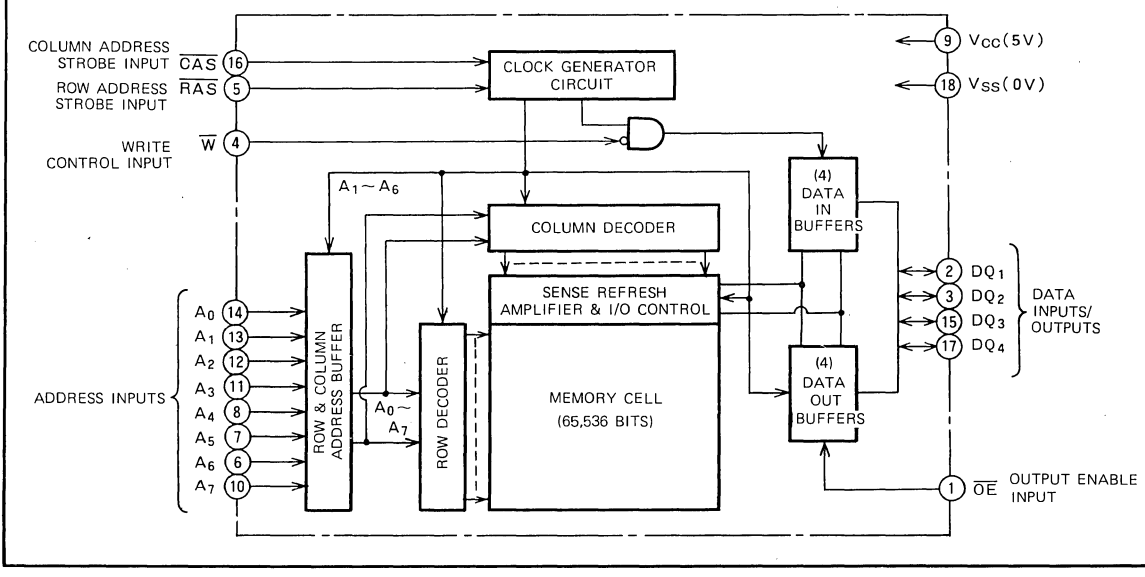 COLUMN ADDRESS
STROBE INPUT CAS 16
ROW ADDRESS RAS 5
STROBE INPUT
WRITE W 4
CONTROL INPUT
CLOCK GENERATOR
CIRCUIT
9 VCC(5V)
18 VSS(0V)
A1~A6
COLUMN DECODER
(4)
DATA
IN
BUFFERS
SENSE REFRESH
AMPLIFIER & I/O CONTROL
2 DQ1
3 DQ2
15 DQ3
17 DQ4
DATA
INPUTS/
OUTPUTS
ADDRESS INPUTS
A0 14
A1 13
A2 12
A3 11
A4 8
A5 7
A6 6
A7 10
ROW & COLUMN
ADDRESS BUFFER
A0~
A7
ROW DECODER
MEMORY CELL
(65,536 BITS)
(4)
DATA
OUT
BUFFERS
1 OE OUTPUT ENABLE
INPUT